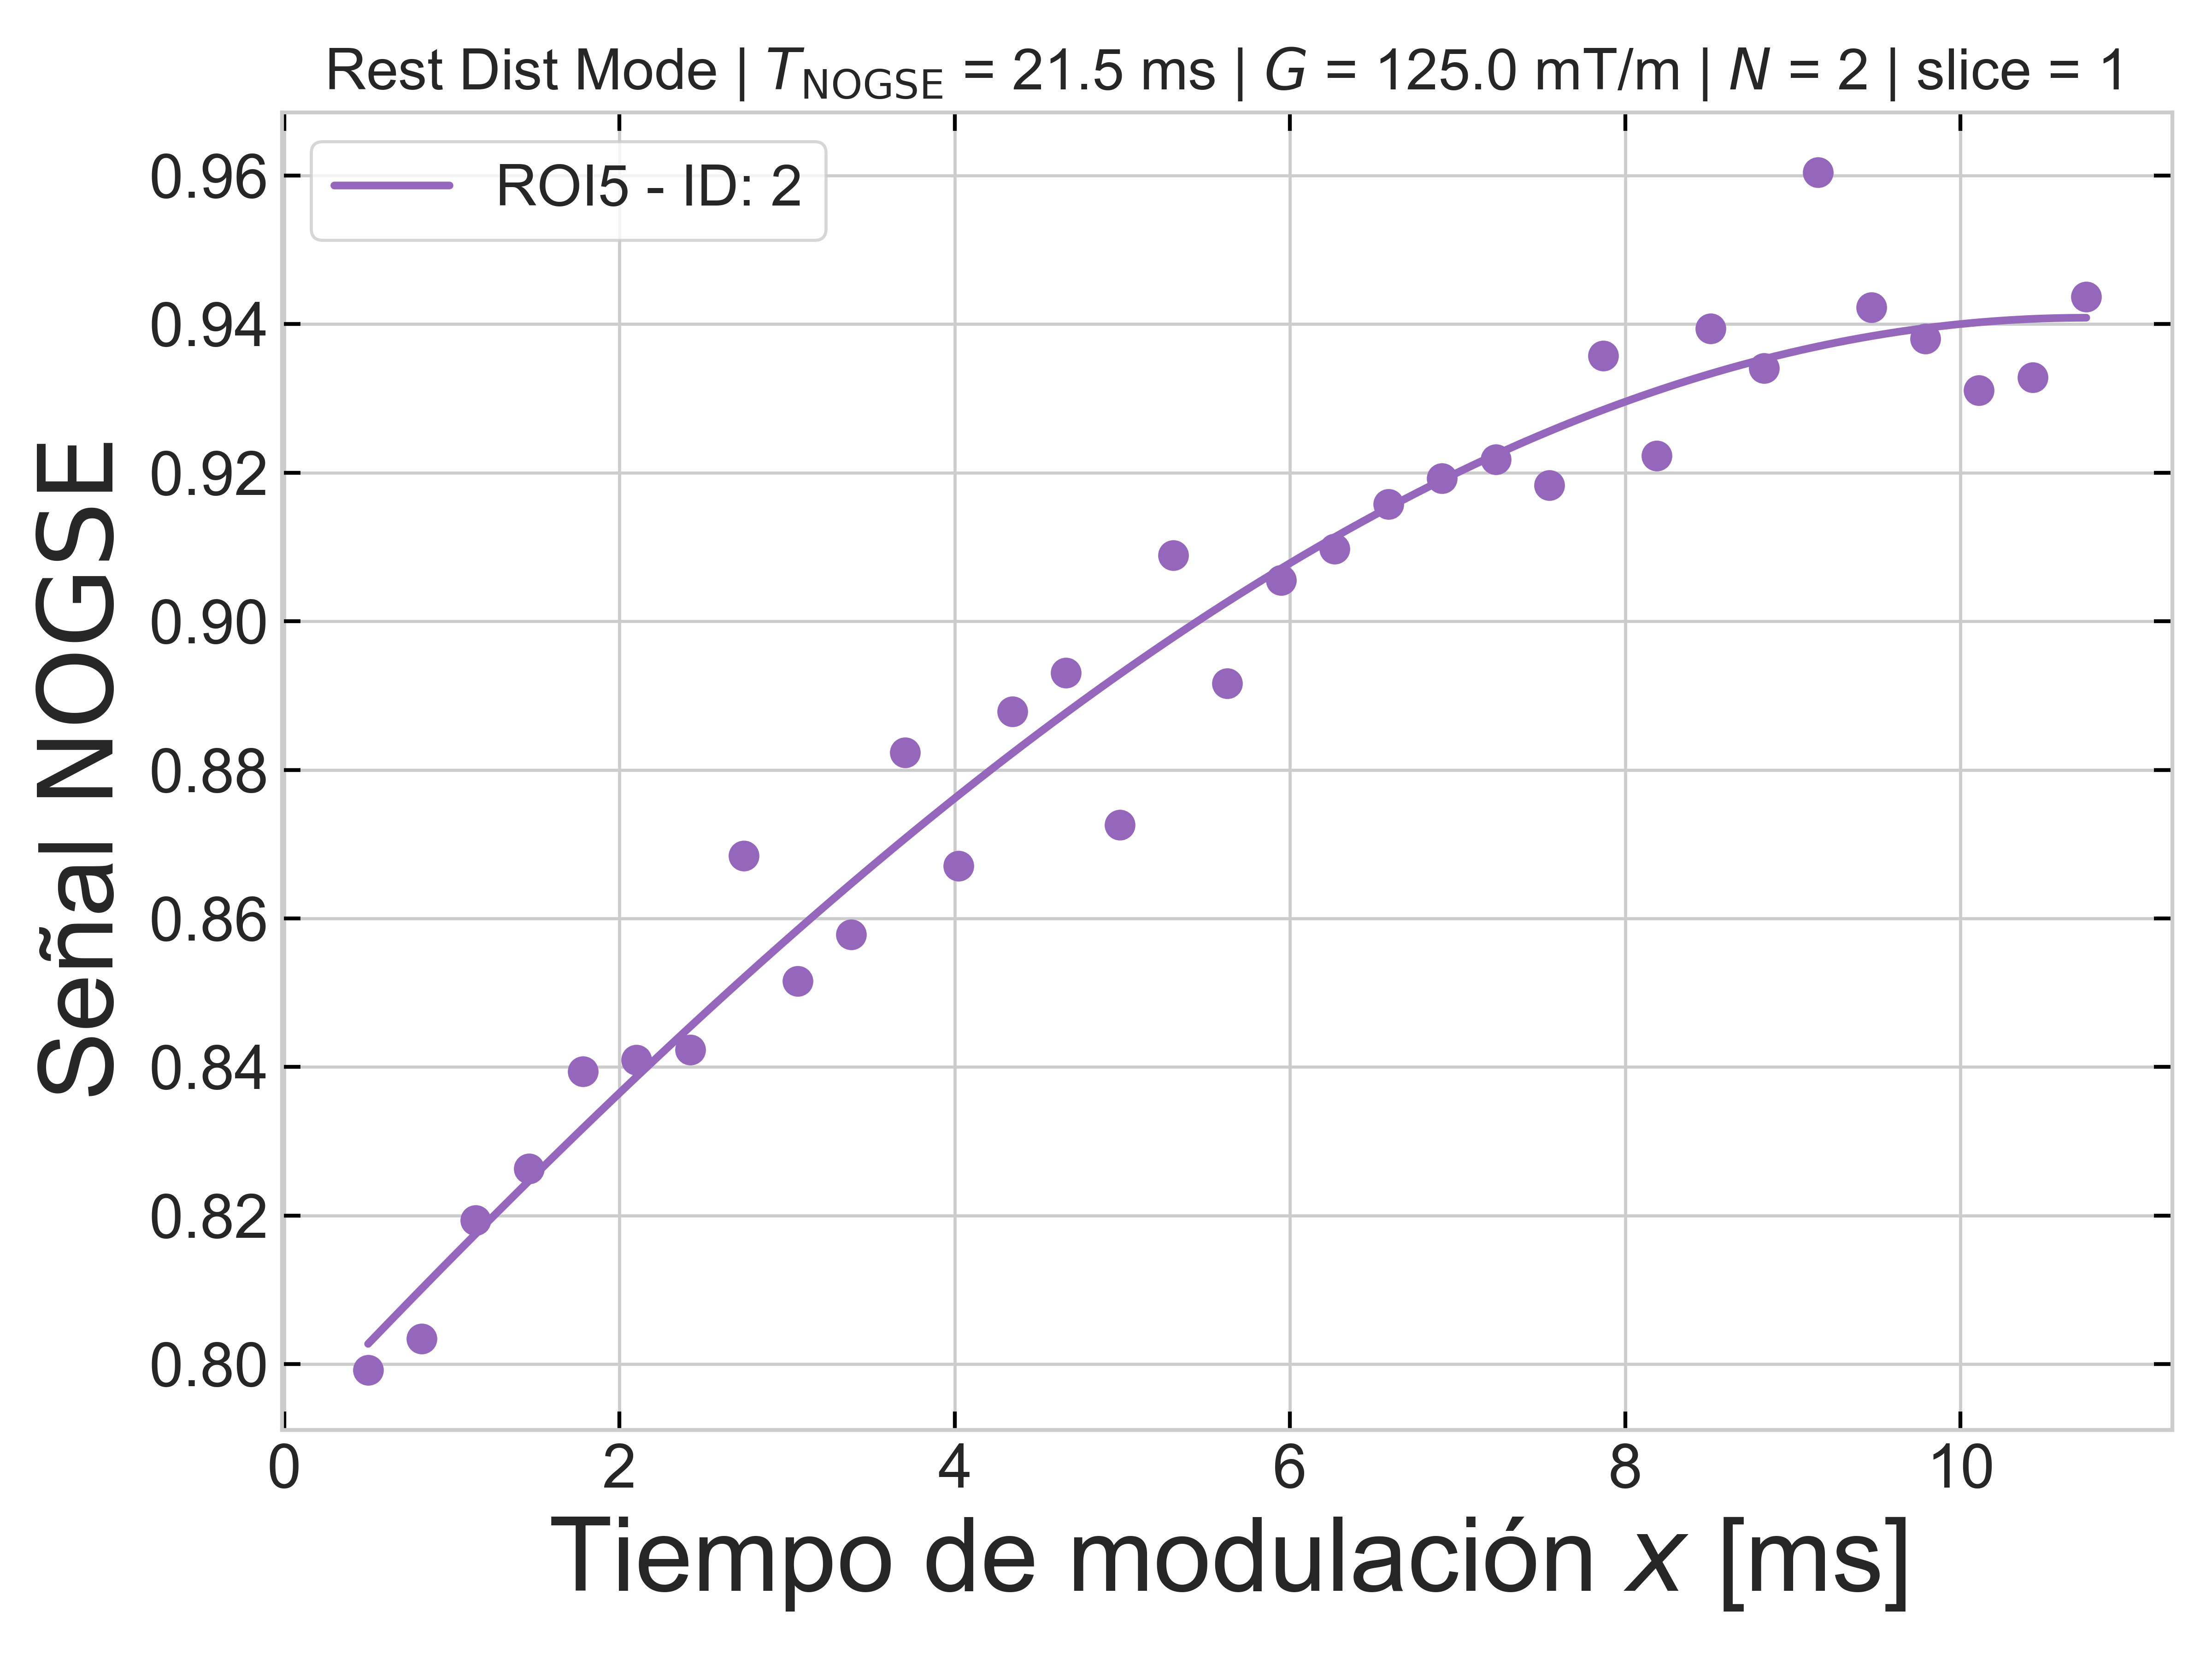 Rest Dist Mode | T_NOGSE = 21.5 ms | G = 125.0 mT/m | N = 2 | slice = 1
ROI5 - ID: 2
Señal NOGSE
0.96
0.94
0.92
0.90
0.88
0.86
0.84
0.82
0.80
0 2 4 6 8 10
Tiempo de modulación x [ms]